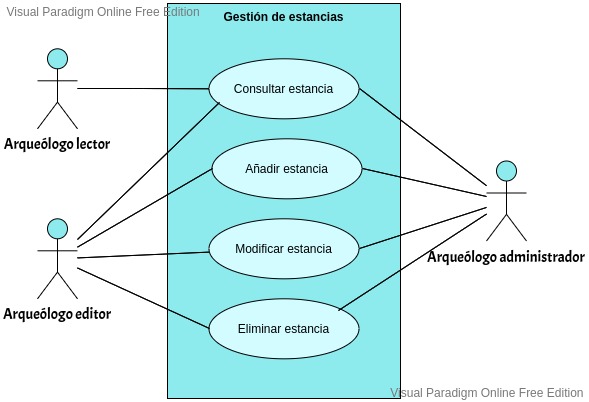 Visual Paradigm Online Free Edition
Gestión de estancias
Consultar estancia
Arqueólogo lector
Añadir estancia
Modificar estancia
Arqueólogo administrador
Arqueólogo editor
Eliminar estancia
Visual Paradigm Online Free Edition